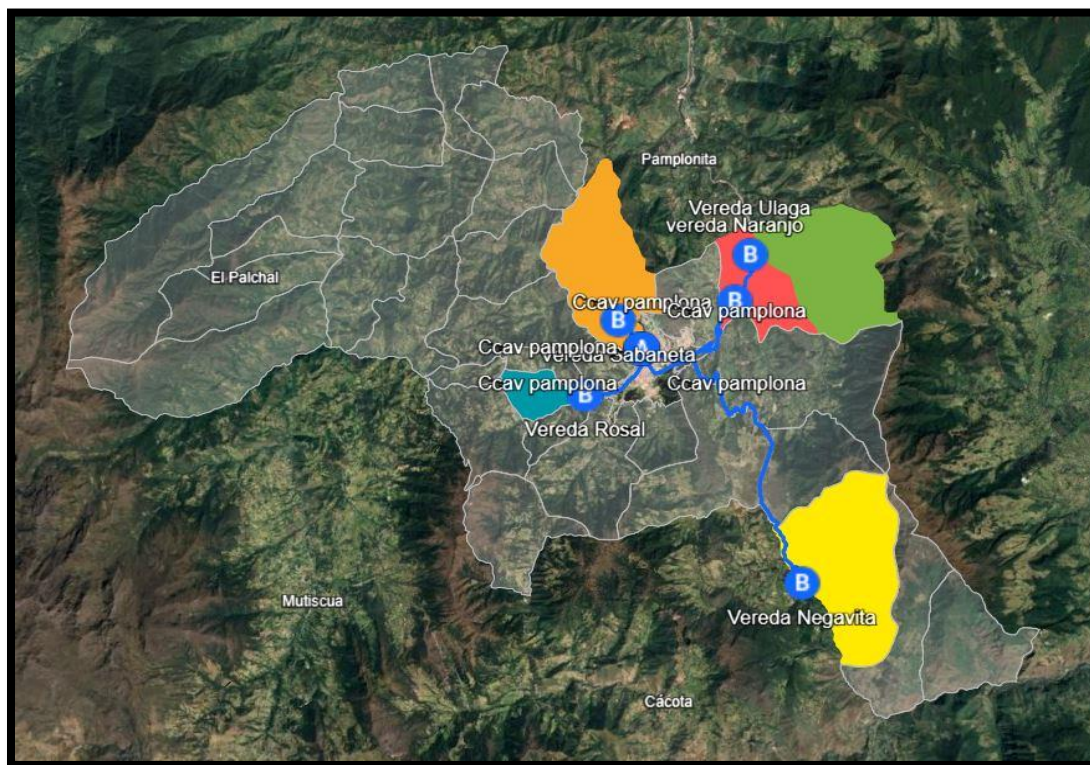 Pamplonita
Vereda Ulaga
vereda Naranjo
B
El Palchal
Ccav pamplona
B
Ccav pamplona
B
A
Ccav pamplona
Vereda Sabaneta
Ccav pamplona
Ccav pamplona
B
Vereda Rosal
B
Mutiscua
Vereda Negavita
Cácota